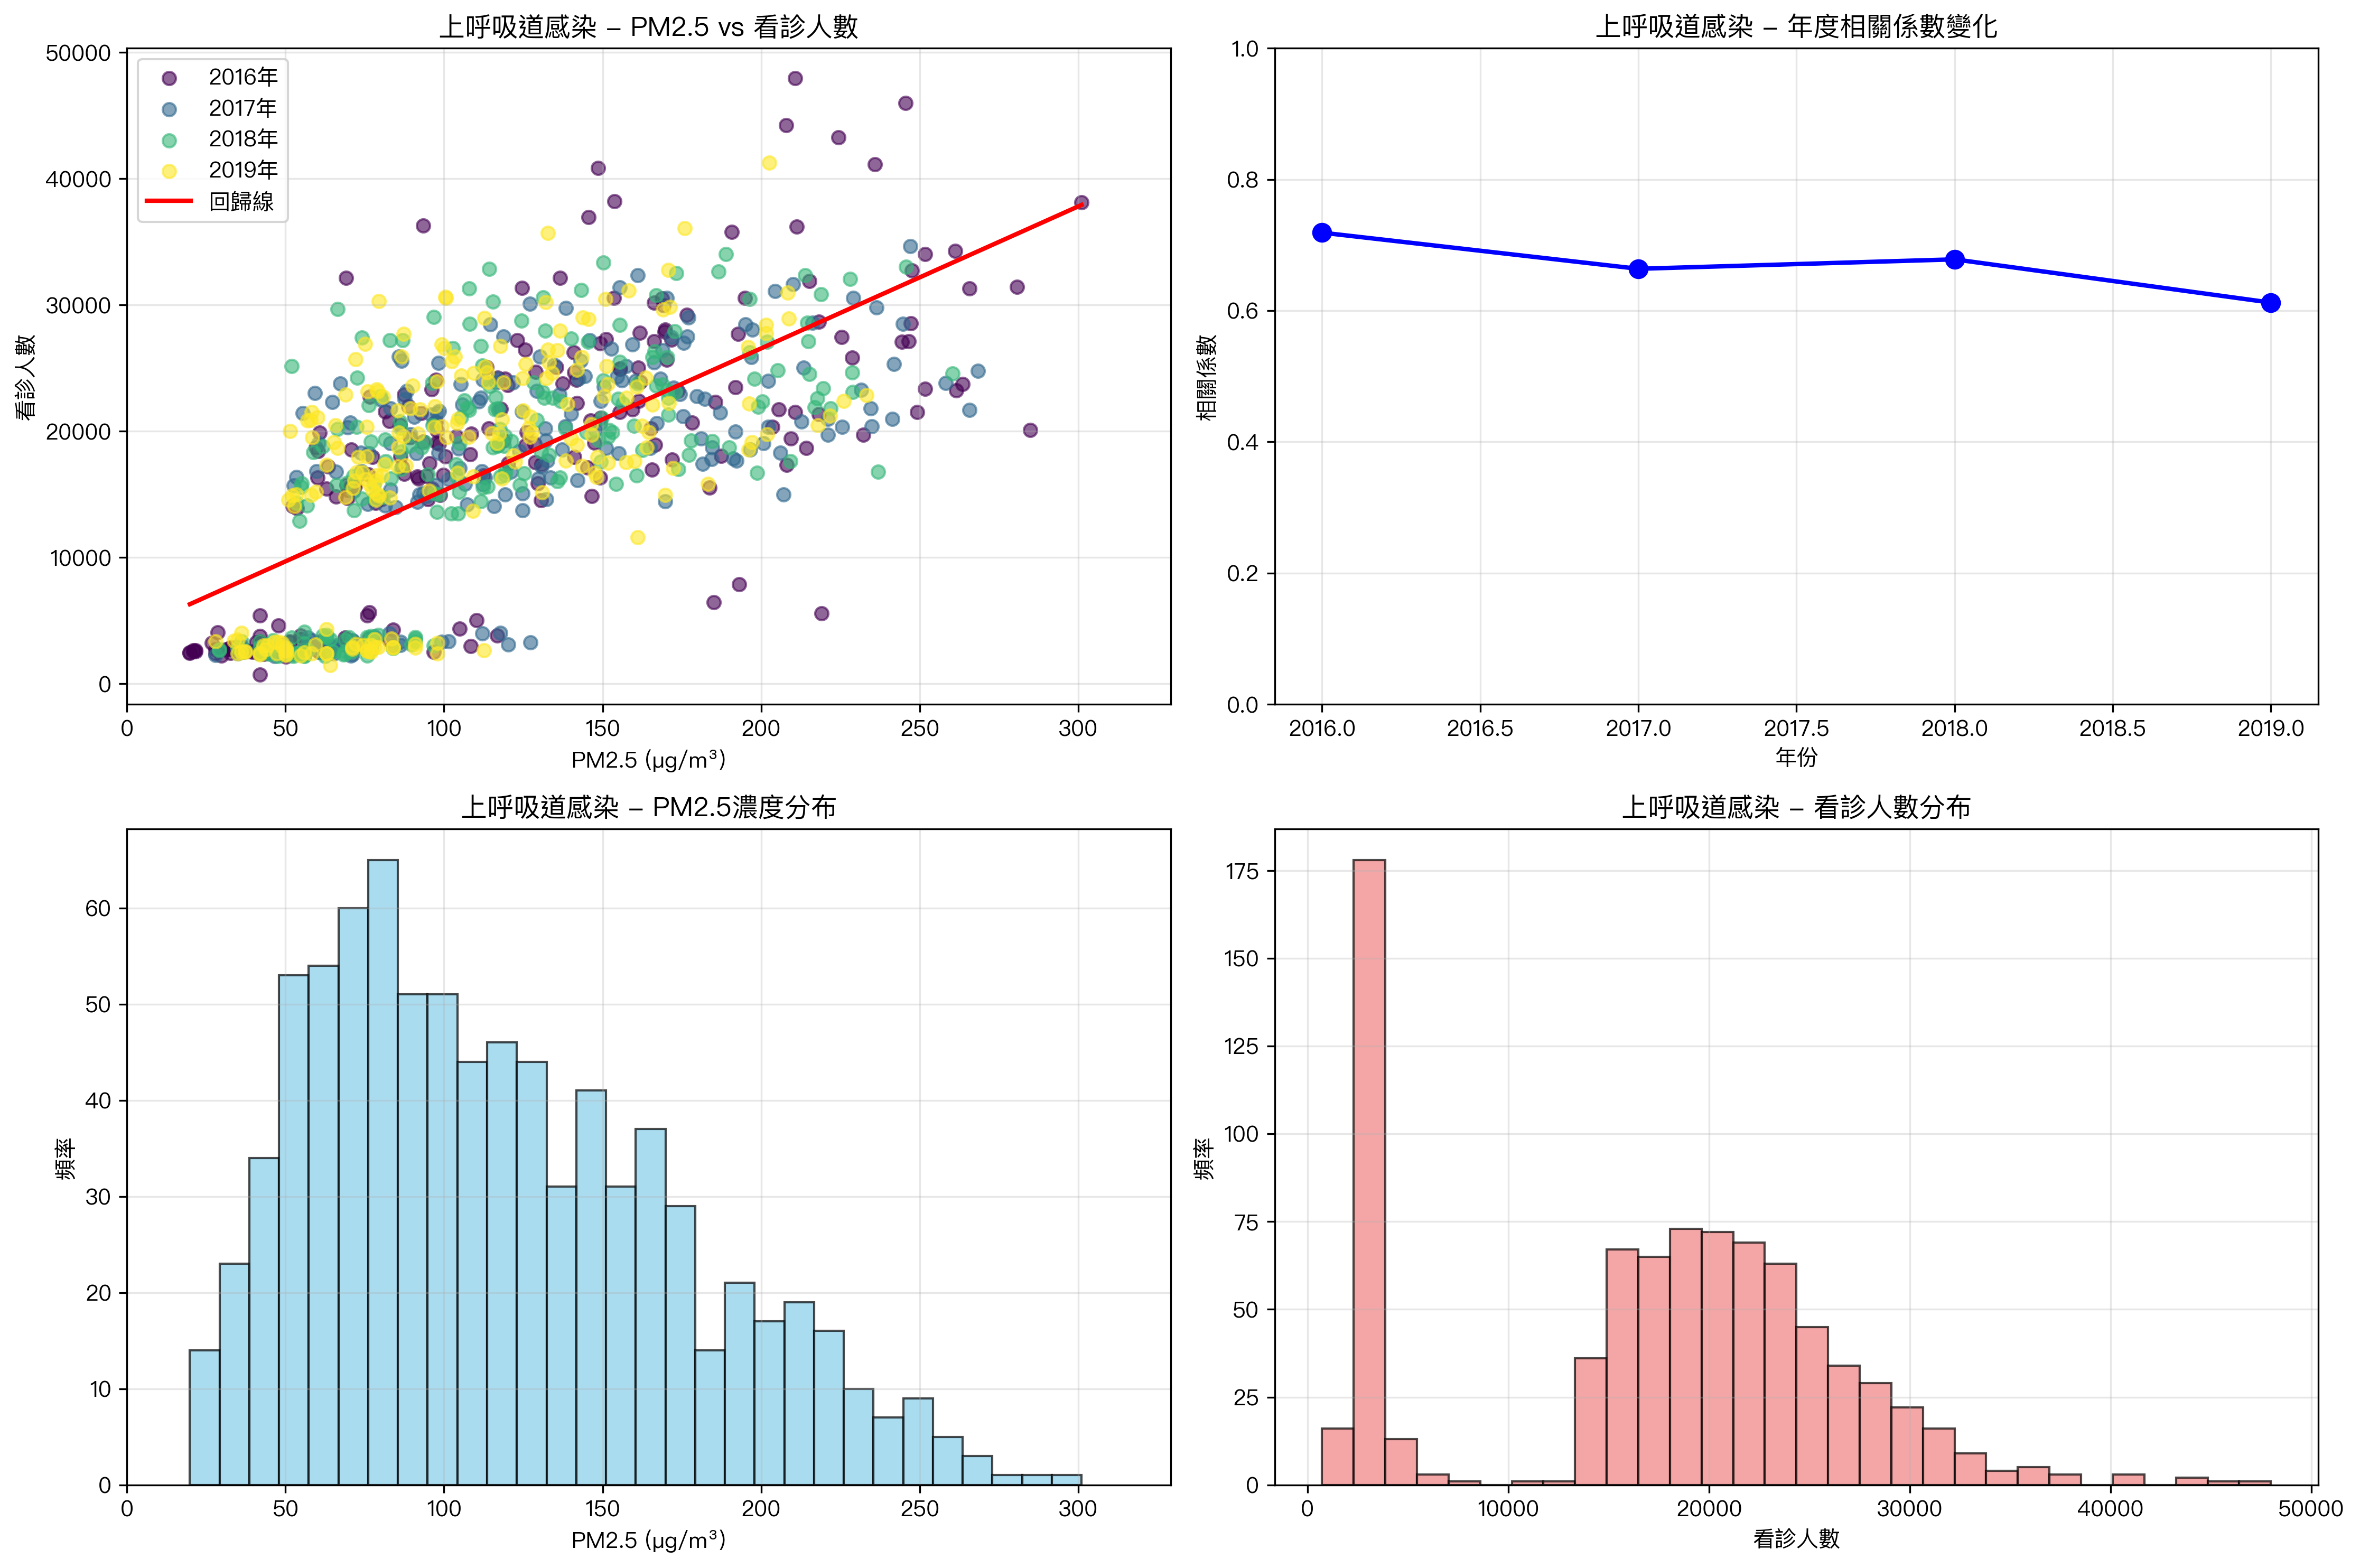 上呼吸道感染 – PM2.5 vs 看診人數
50000
40000
30000
20000
10000
0
看診人數
2016年
2017年
2018年
2019年
回歸線
0 50 100 150 200 250 300
PM2.5 (μg/m³)
上呼吸道感染 – 年度相關係數變化
1.0
0.8
0.6
0.4
0.2
0.0
相關係數
2016.0 2016.5 2017.0 2017.5 2018.0 2018.5 2019.0
年份
上呼吸道感染 – PM2.5濃度分布
60
50
40
30
20
10
0
頻率
0 50 100 150 200 250 300
PM2.5 (μg/m³)
上呼吸道感染 – 看診人數分布
175
150
125
100
75
50
25
0
頻率
0 10000 20000 30000 40000 50000
看診人數